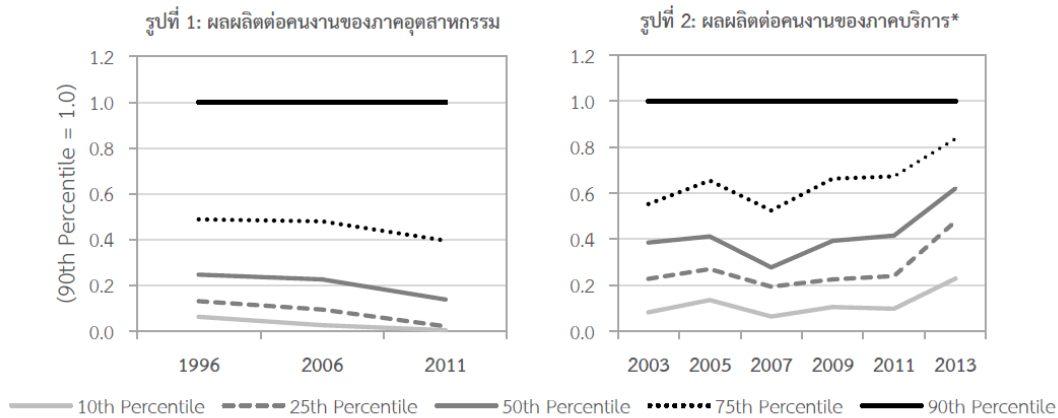 รูปที่ 1: ผลผลิตต่อคนงานของภาคอุตสาหกรรม
(90th Percentile = 1.0)
1.2
1.0
0.8
0.6
0.4
0.2
0.0
1996 2006 2011
รูปที่ 2: ผลผลิตต่อคนงานของภาคบริการ*
1.2
1.0
0.8
0.6
0.4
0.2
0.0
2003 2005 2007 2009 2011 2013
10th Percentile 25th Percentile 50th Percentile 75th Percentile 90th Percentile